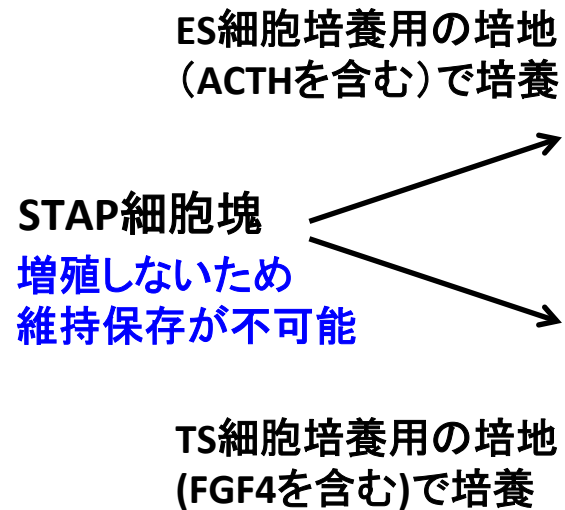 ES細胞培養用の培地
（ACTHを含む）で培養
STAP細胞塊
増殖しないため
維持保存が不可能
TS細胞培養用の培地
(FGF4を含む)で培養